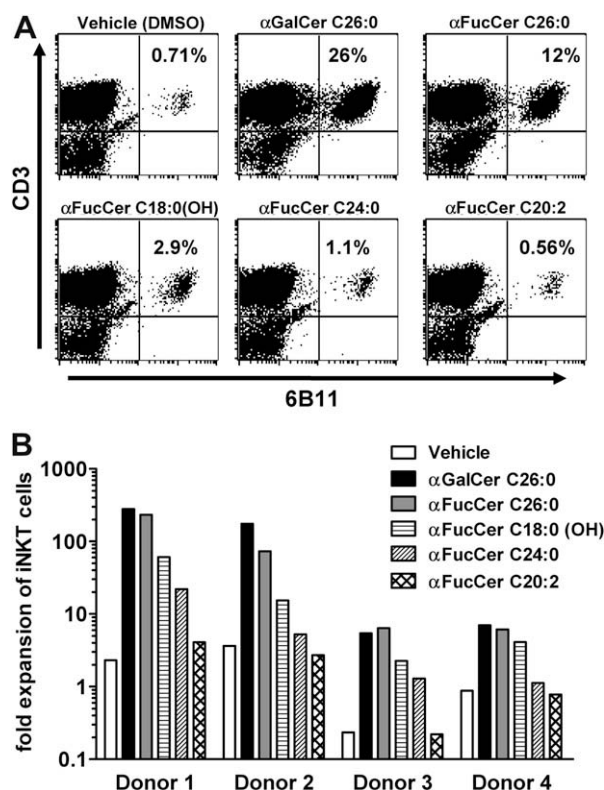 A
Vehicle (DMSO)
αGalCer C26:0
αFucCer C26:0
0.71%
26%
12%
αFucCer C18:0(OH)
αFucCer C24:0
αFucCer C20:2
2.9%
1.1%
0.56%
CD3
6B11
B
Vehicle
αGalCer C26:0
αFucCer C26:0
αFucCer C18:0 (OH)
αFucCer C24:0
αFucCer C20:2
fold expansion of iNKT cells
1000
100
10
1
0.1
Donor 1 Donor 2 Donor 3 Donor 4